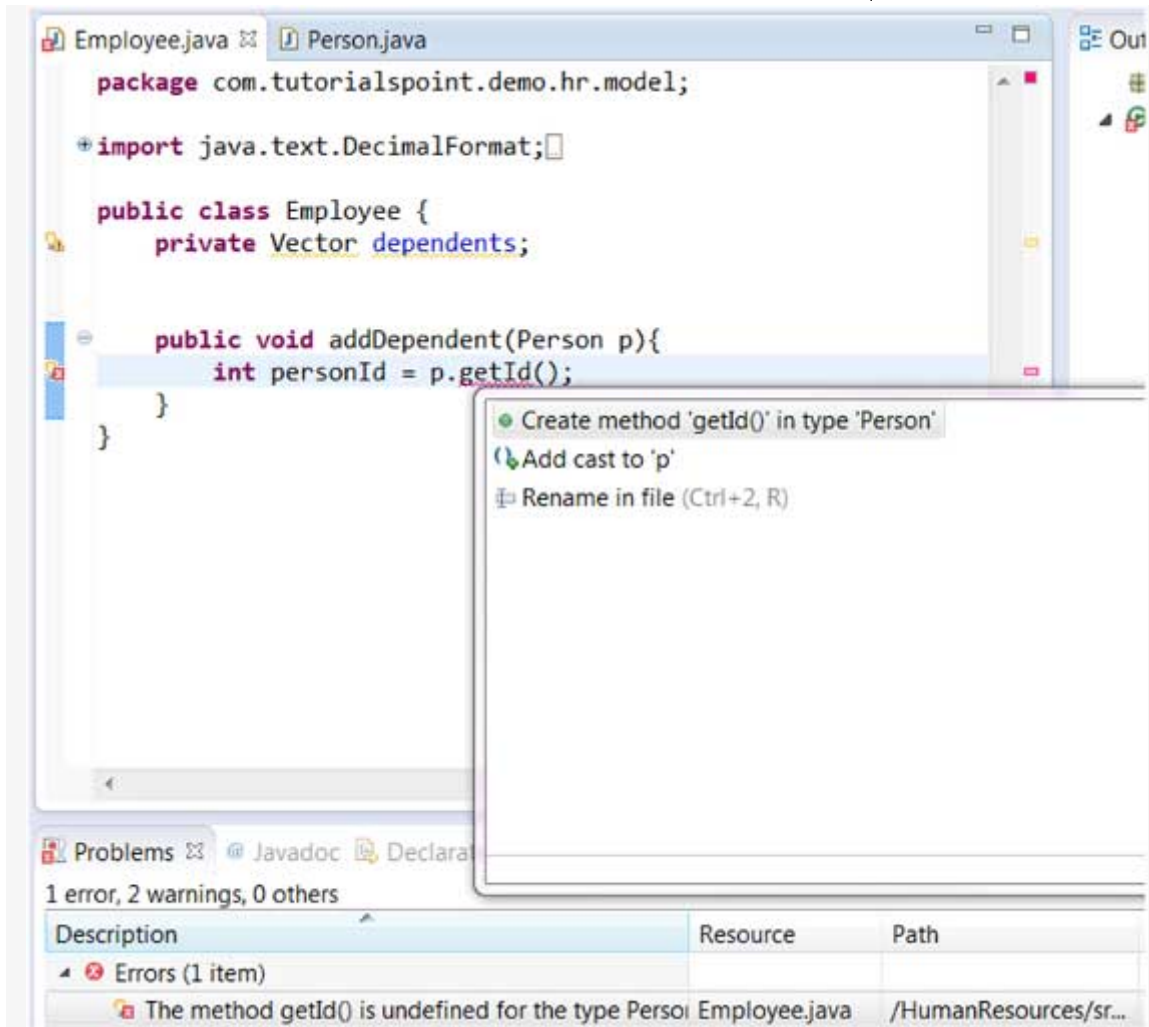 Employee.java Person.java
Out
package com.tutorialspoint.demo.hr.model;
import java.text.DecimalFormat;
public class Employee {
private Vector dependents;
public void addDependent(Person p){
int personId = p.getId();
}
}
Create method 'getId()' in type 'Person'
Add cast to 'p'
Rename in file (Ctrl+2, R)
Problems @ Javadoc Declarat
1 error, 2 warnings, 0 others
Description Resource Path
Errors (1 item)
The method getId() is undefined for the type Person Employee.java /HumanResources/sr...